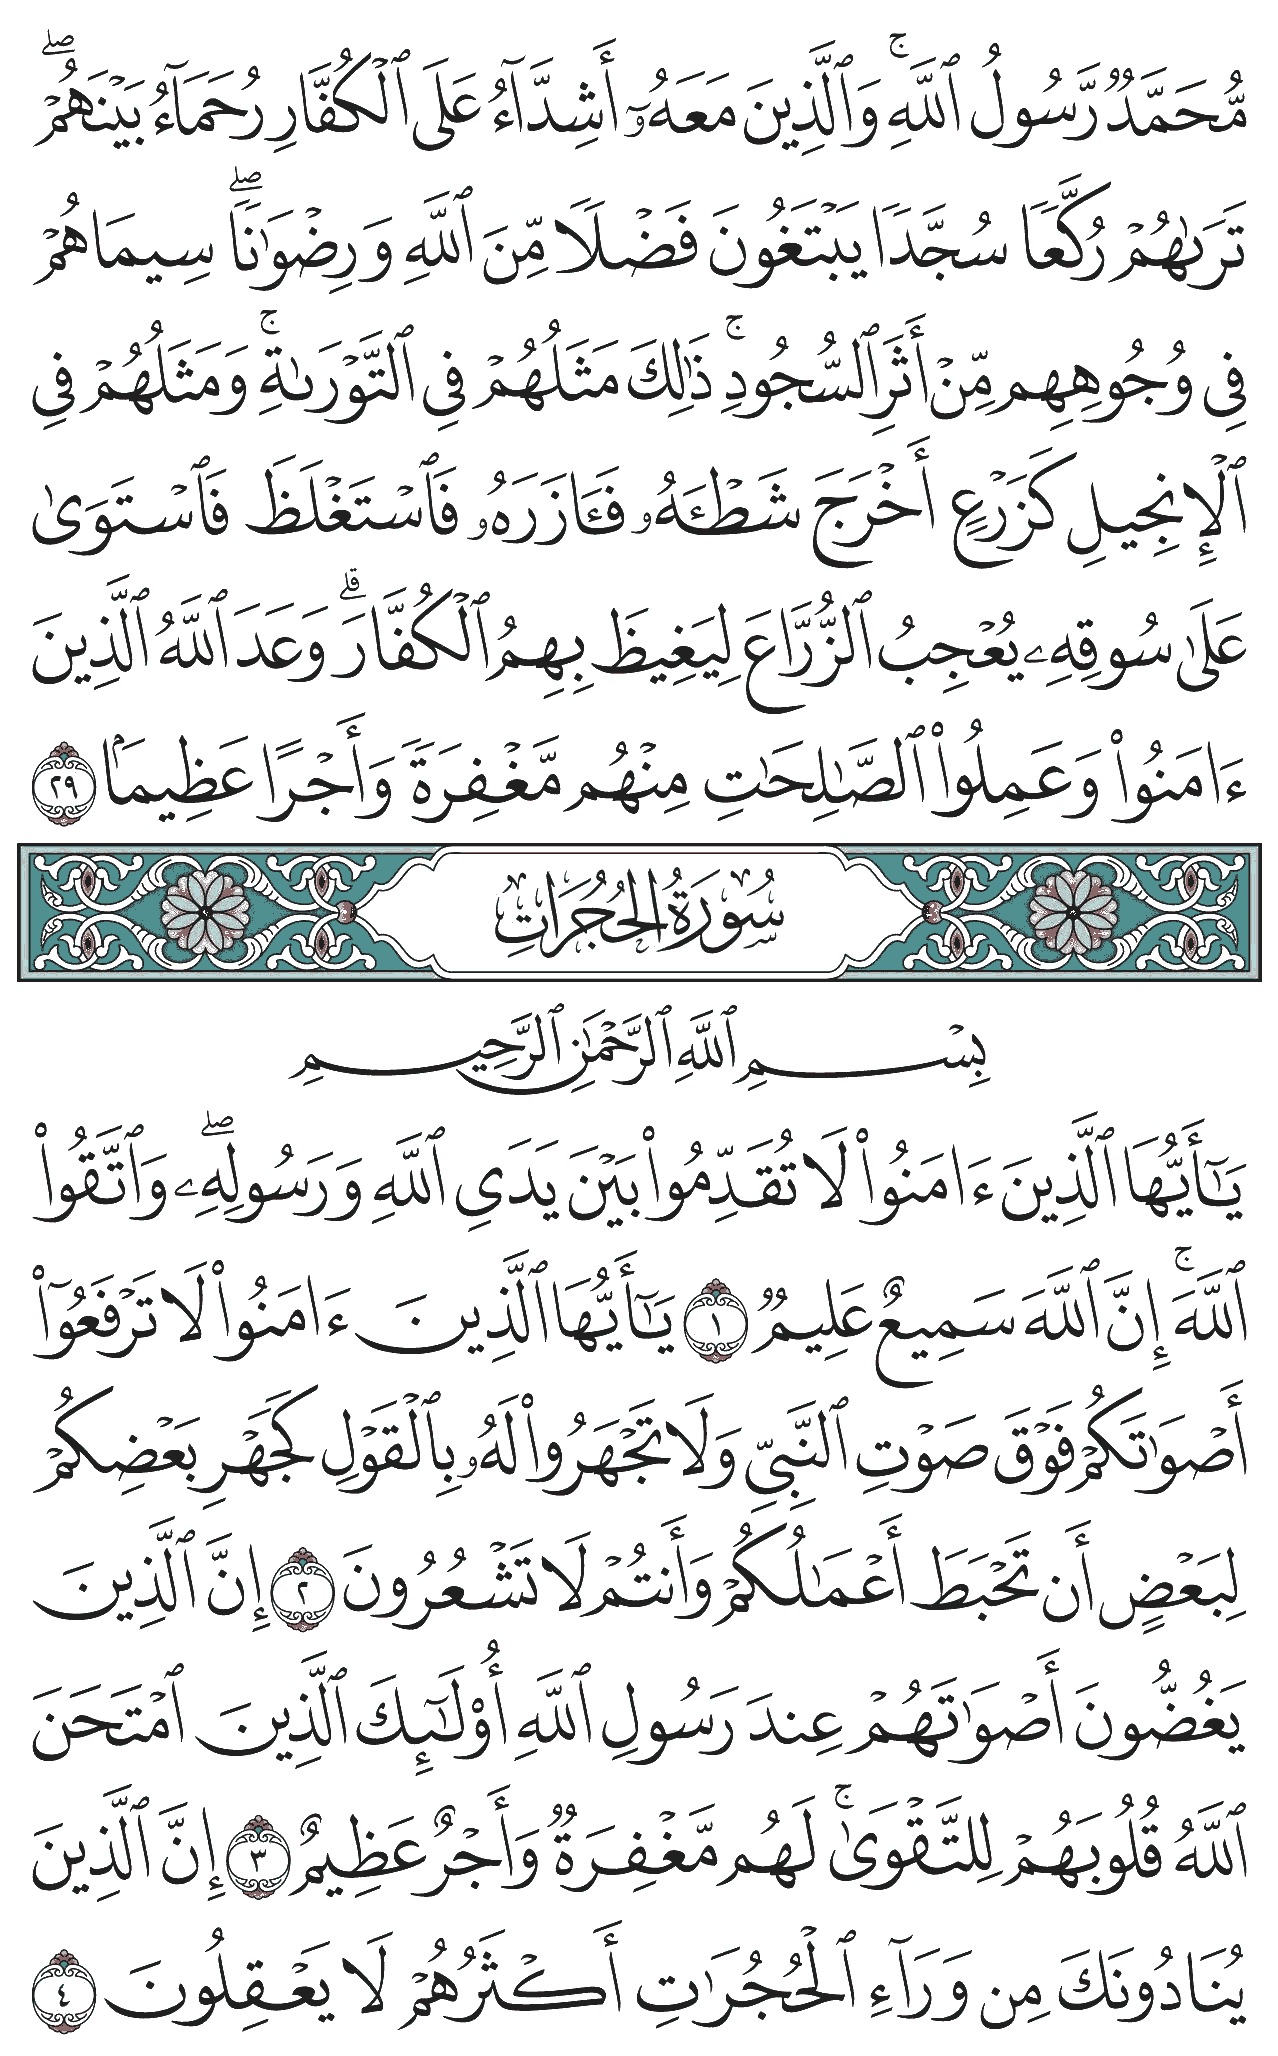 مُّحَمَّدٌ رَّسُولُ ٱللَّهِۚ وَٱلَّذِينَ مَعَهُۥٓ أَشِدَّآءُ عَلَى ٱلْكُفَّارِ رُحَمَآءُ بَيْنَهُمْۖ
تَرَىٰهُمْ رُكَّعًا سُجَّدًا يَبْتَغُونَ فَضْلًا مِّنَ ٱللَّهِ وَرِضْوَٰنًاۖ سِيمَاهُمْ
فِى وُجُوهِهِم مِّنْ أَثَرِ ٱلسُّجُودِۚ ذَٰلِكَ مَثَلُهُمْ فِى ٱلتَّوْرَىٰةِۚ وَمَثَلُهُمْ فِى
ٱلْإِنجِيلِ كَزَرْعٍ أَخْرَجَ شَطْـَٔهُۥ فَـَٔازَرَهُۥ فَٱسْتَغْلَظَ فَٱسْتَوَىٰ
عَلَىٰ سُوقِهِۦ يُعْجِبُ ٱلزُّرَّاعَ لِيَغِيظَ بِهِمُ ٱلْكُفَّارَۗ وَعَدَ ٱللَّهُ ٱلَّذِينَ
ءَامَنُوا۟ وَعَمِلُوا۟ ٱلصَّـٰلِحَـٰتِ مِنْهُم مَّغْفِرَةً وَأَجْرًا عَظِيمًۢا ٢٩
سُورَةُ الحُجُرَاتِ
بِسْمِ ٱللَّهِ ٱلرَّحْمَـٰنِ ٱلرَّحِيمِ
يَـٰٓأَيُّهَا ٱلَّذِينَ ءَامَنُوا۟ لَا تُقَدِّمُوا۟ بَيْنَ يَدَىِ ٱللَّهِ وَرَسُولِهِۦۖ وَٱتَّقُوا۟
ٱللَّهَۚ إِنَّ ٱللَّهَ سَمِيعٌ عَلِيمٌ ١ يَـٰٓأَيُّهَا ٱلَّذِينَ ءَامَنُوا۟ لَا تَرْفَعُوٓا۟
أَصْوَٰتَكُمْ فَوْقَ صَوْتِ ٱلنَّبِىِّ وَلَا تَجْهَرُوا۟ لَهُۥ بِٱلْقَوْلِ كَجَهْرِ بَعْضِكُمْ
لِبَعْضٍ أَن تَحْبَطَ أَعْمَـٰلُكُمْ وَأَنتُمْ لَا تَشْعُرُونَ ٢ إِنَّ ٱلَّذِينَ
يَغُضُّونَ أَصْوَٰتَهُمْ عِندَ رَسُولِ ٱللَّهِ أُو۟لَـٰٓئِكَ ٱلَّذِينَ ٱمْتَحَنَ
ٱللَّهُ قُلُوبَهُمْ لِلتَّقْوَىٰۚ لَهُم مَّغْفِرَةٌ وَأَجْرٌ عَظِيمٌ ٣ إِنَّ ٱلَّذِينَ
يُنَادُونَكَ مِن وَرَآءِ ٱلْحُجُرَٰتِ أَكْثَرُهُمْ لَا يَعْقِلُونَ ٤